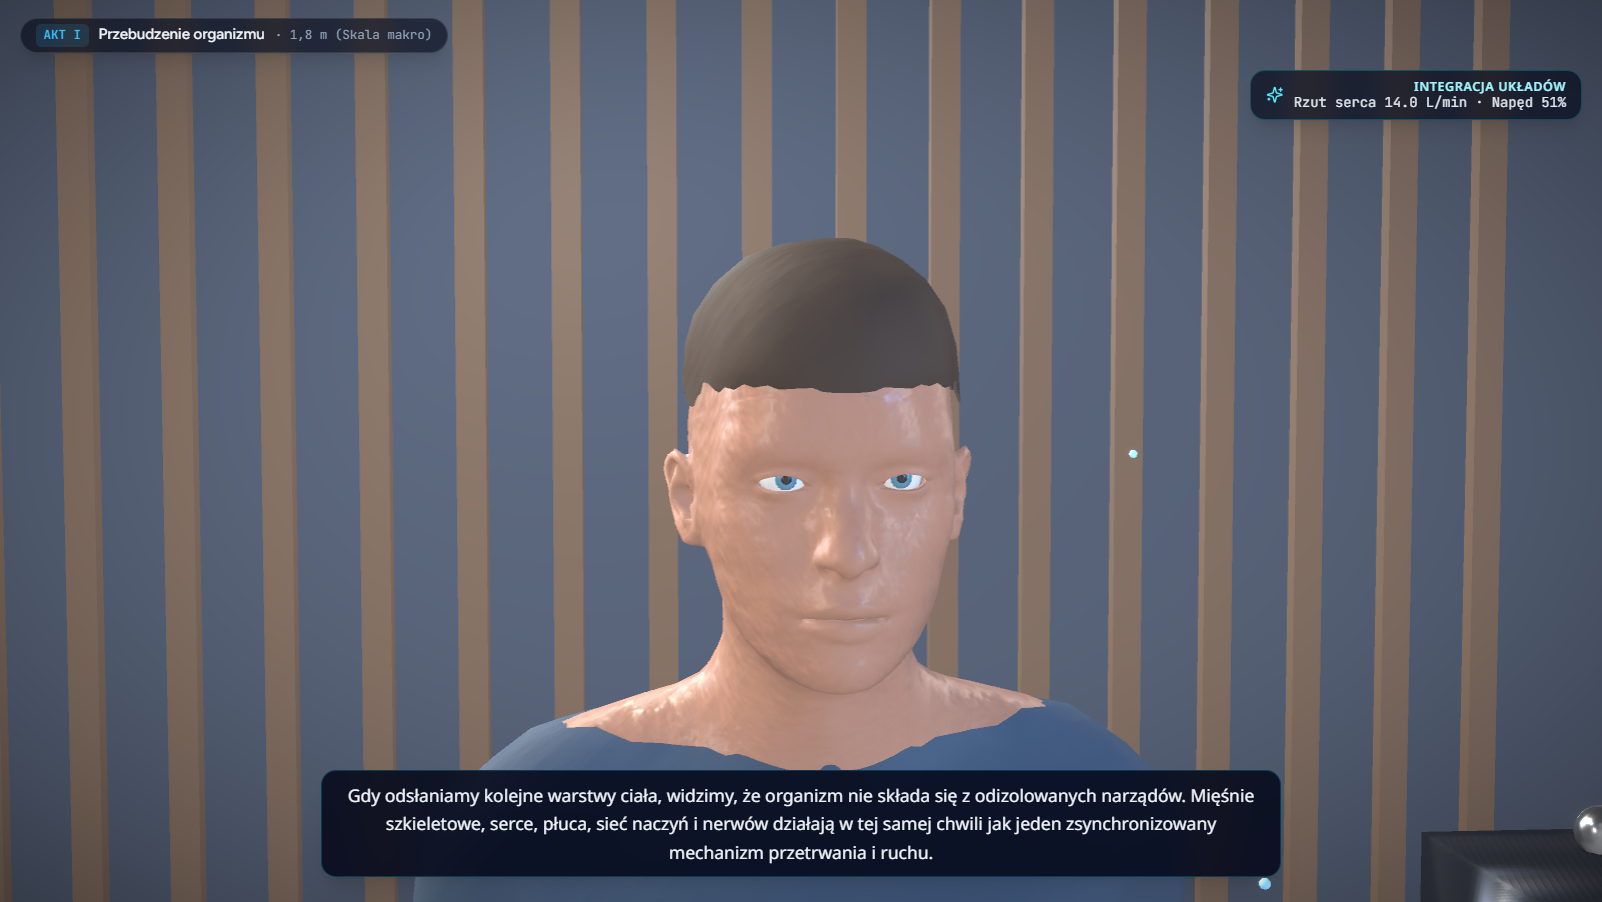 AKT I Przebudzenie organizmu · 1,8 m (Skala makro)
INTEGRACJA UKŁADÓW
Rzut serca 14.0 L/min · Napęd 51%
Gdy odsłaniamy kolejne warstwy ciała, widzimy, że organizm nie składa się z odizolowanych narządów. Mięśnie
szkieletowe, serce, płuca, sieć naczyń i nerwów działają w tej samej chwili jak jeden zsynchronizowany
mechanizm przetrwania i ruchu.